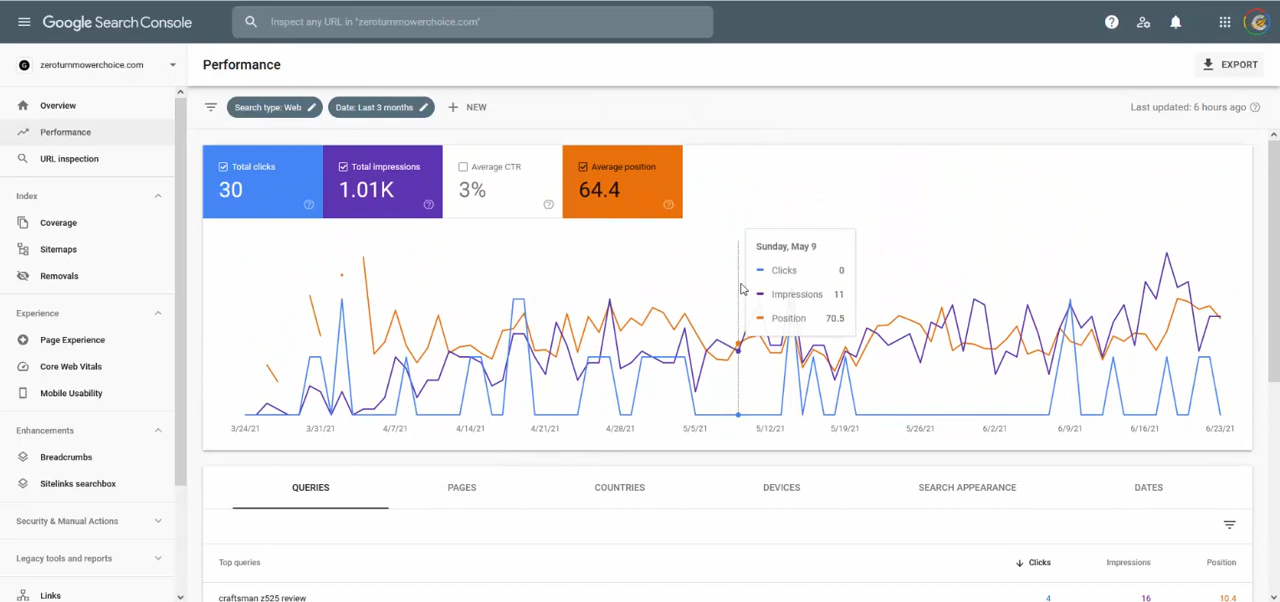 Google Search Console
Inspect any URL in "zeroturnmowerchoice.com"
zeroturnmowerchoice.com
Performance
EXPORT
Overview
Performance
URL inspection
Index
Coverage
Sitemaps
Removals
Experience
Page Experience
Core Web Vitals
Mobile Usability
Enhancements
Breadcrumbs
Sitelinks searchbox
Security & Manual Actions
Legacy tools and reports
Links
Search type: Web
Date: Last 3 months
NEW
Last updated: 6 hours ago
Total clicks
30
Total impressions
1.01K
Average CTR
3%
Average position
64.4
Sunday, May 9
Clicks 0
Impressions 11
Position 70.5
3/24/21 3/31/21 4/7/21 4/14/21 4/21/21 4/28/21 5/5/21 5/12/21 5/19/21 5/26/21 6/2/21 6/9/21 6/16/21 6/23/21
QUERIES PAGES COUNTRIES DEVICES SEARCH APPEARANCE DATES
Top queries Clicks Impressions Position
craftsman z525 review 4 16 10.4